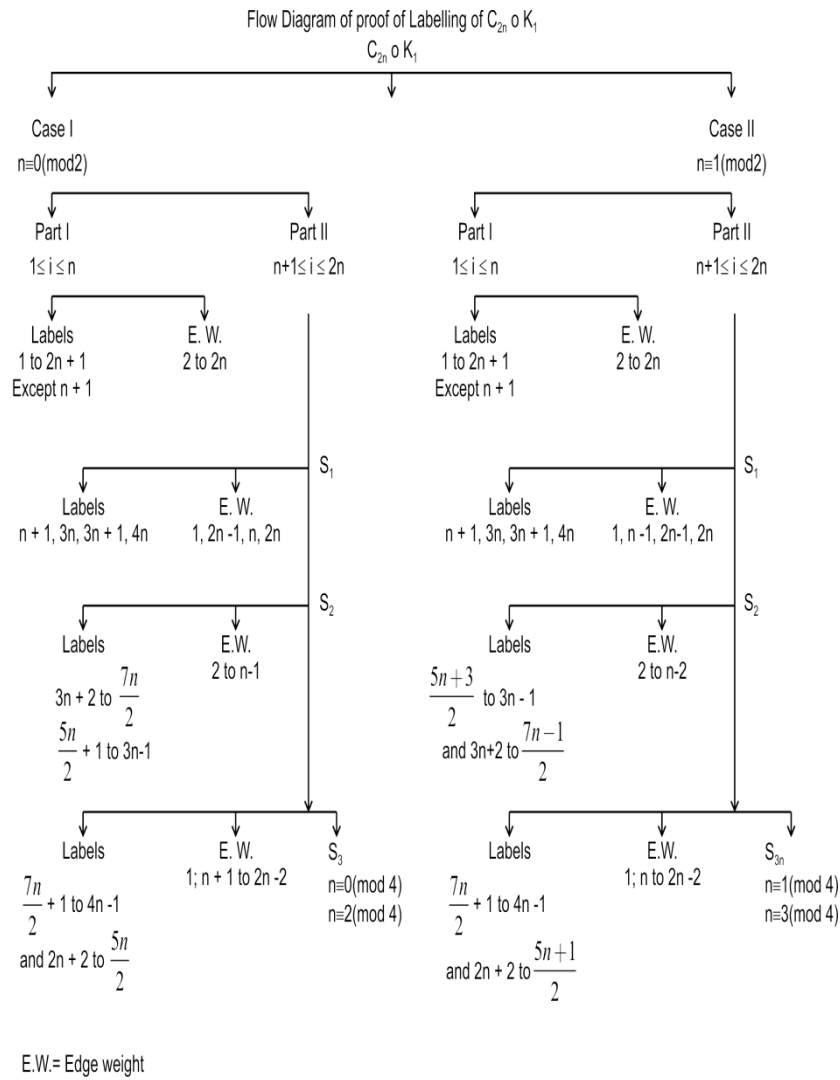 Flow Diagram of proof of Labelling of C₂ₙ o K₁
C₂ₙ o K₁
Case I
n≡0(mod2)
Case II
n≡1(mod2)
Part I
1≤ i ≤ n
Part II
n+1≤ i ≤ 2n
Part I
1≤ i ≤ n
Part II
n+1≤ i ≤ 2n
Labels
1 to 2n + 1
Except n + 1
E. W.
2 to 2n
Labels
1 to 2n + 1
Except n + 1
E. W.
2 to 2n
S₁
Labels
n + 1, 3n, 3n + 1, 4n
E. W.
1, 2n -1, n, 2n
S₁
Labels
n + 1, 3n, 3n + 1, 4n
E. W.
1, n -1, 2n-1, 2n
S₂
Labels
3n + 2 to 7n/2
5n/2 + 1 to 3n-1
E.W.
2 to n-1
S₂
Labels
5n+3/2 to 3n - 1
and 3n+2 to 7n−1/2
E.W.
2 to n-2
Labels
7n/2 + 1 to 4n -1
and 2n + 2 to 5n/2
E.W.
1; n + 1 to 2n -2
S₃
n≡0(mod 4)
n≡2(mod 4)
Labels
7n/2 + 1 to 4n -1
and 2n + 2 to 5n+1/2
E.W.
1; n to 2n -2
S₃ₙ
n≡1(mod 4)
n≡3(mod 4)
E.W.= Edge weight